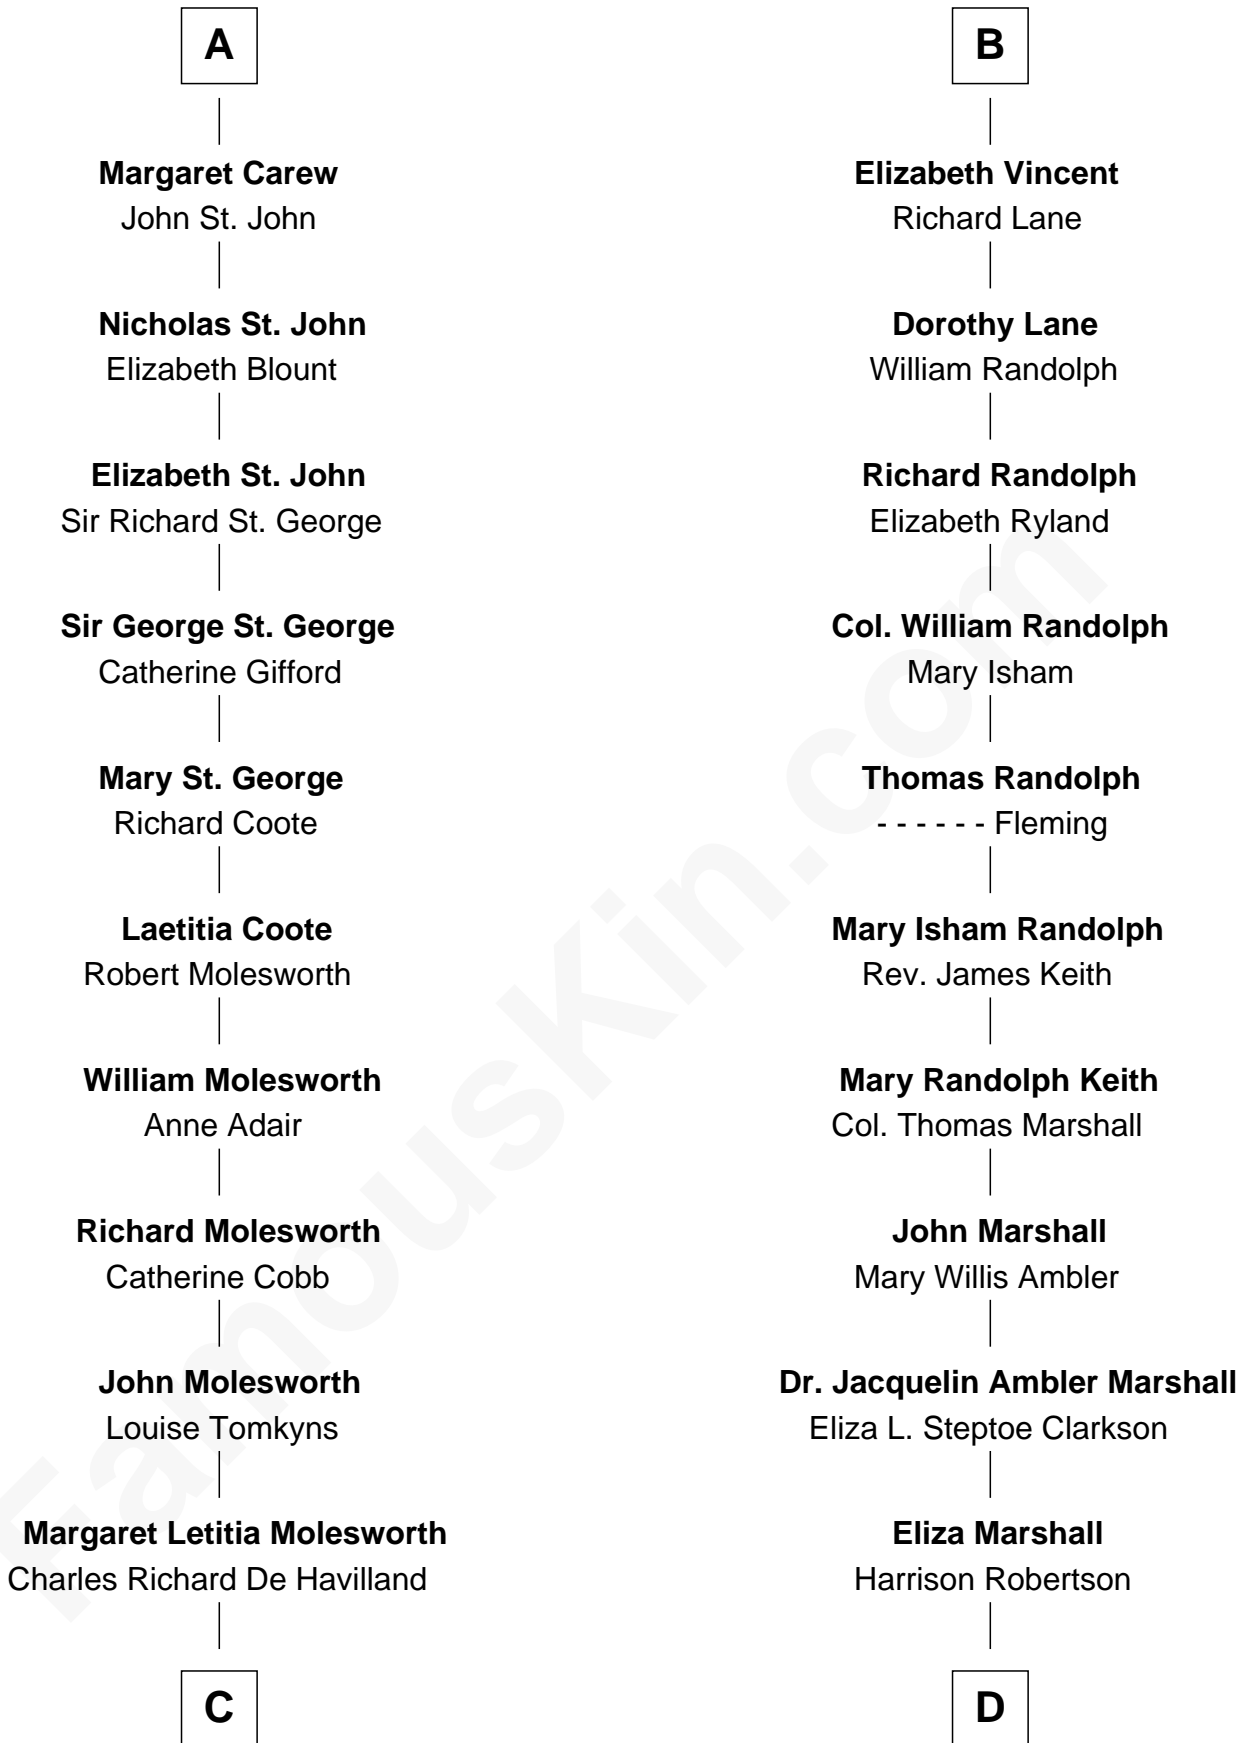 A
Margaret Carew
John St. John
Nicholas St. John
Elizabeth Blount
Elizabeth St. John
Sir Richard St. George
Sir George St. George
Catherine Gifford
Mary St. George
Richard Coote
Laetitia Coote
Robert Molesworth
William Molesworth
Anne Adair
Richard Molesworth
Catherine Cobb
John Molesworth
Louise Tomkyns
Margaret Letitia Molesworth
Charles Richard De Havilland
C
B
Elizabeth Vincent
Richard Lane
Dorothy Lane
William Randolph
Richard Randolph
Elizabeth Ryland
Col. William Randolph
Mary Isham
Thomas Randolph
- - - - - - Fleming
Mary Isham Randolph
Rev. James Keith
Mary Randolph Keith
Col. Thomas Marshall
John Marshall
Mary Willis Ambler
Dr. Jacquelin Ambler Marshall
Eliza L. Steptoe Clarkson
Eliza Marshall
Harrison Robertson
D
FamousKin.com